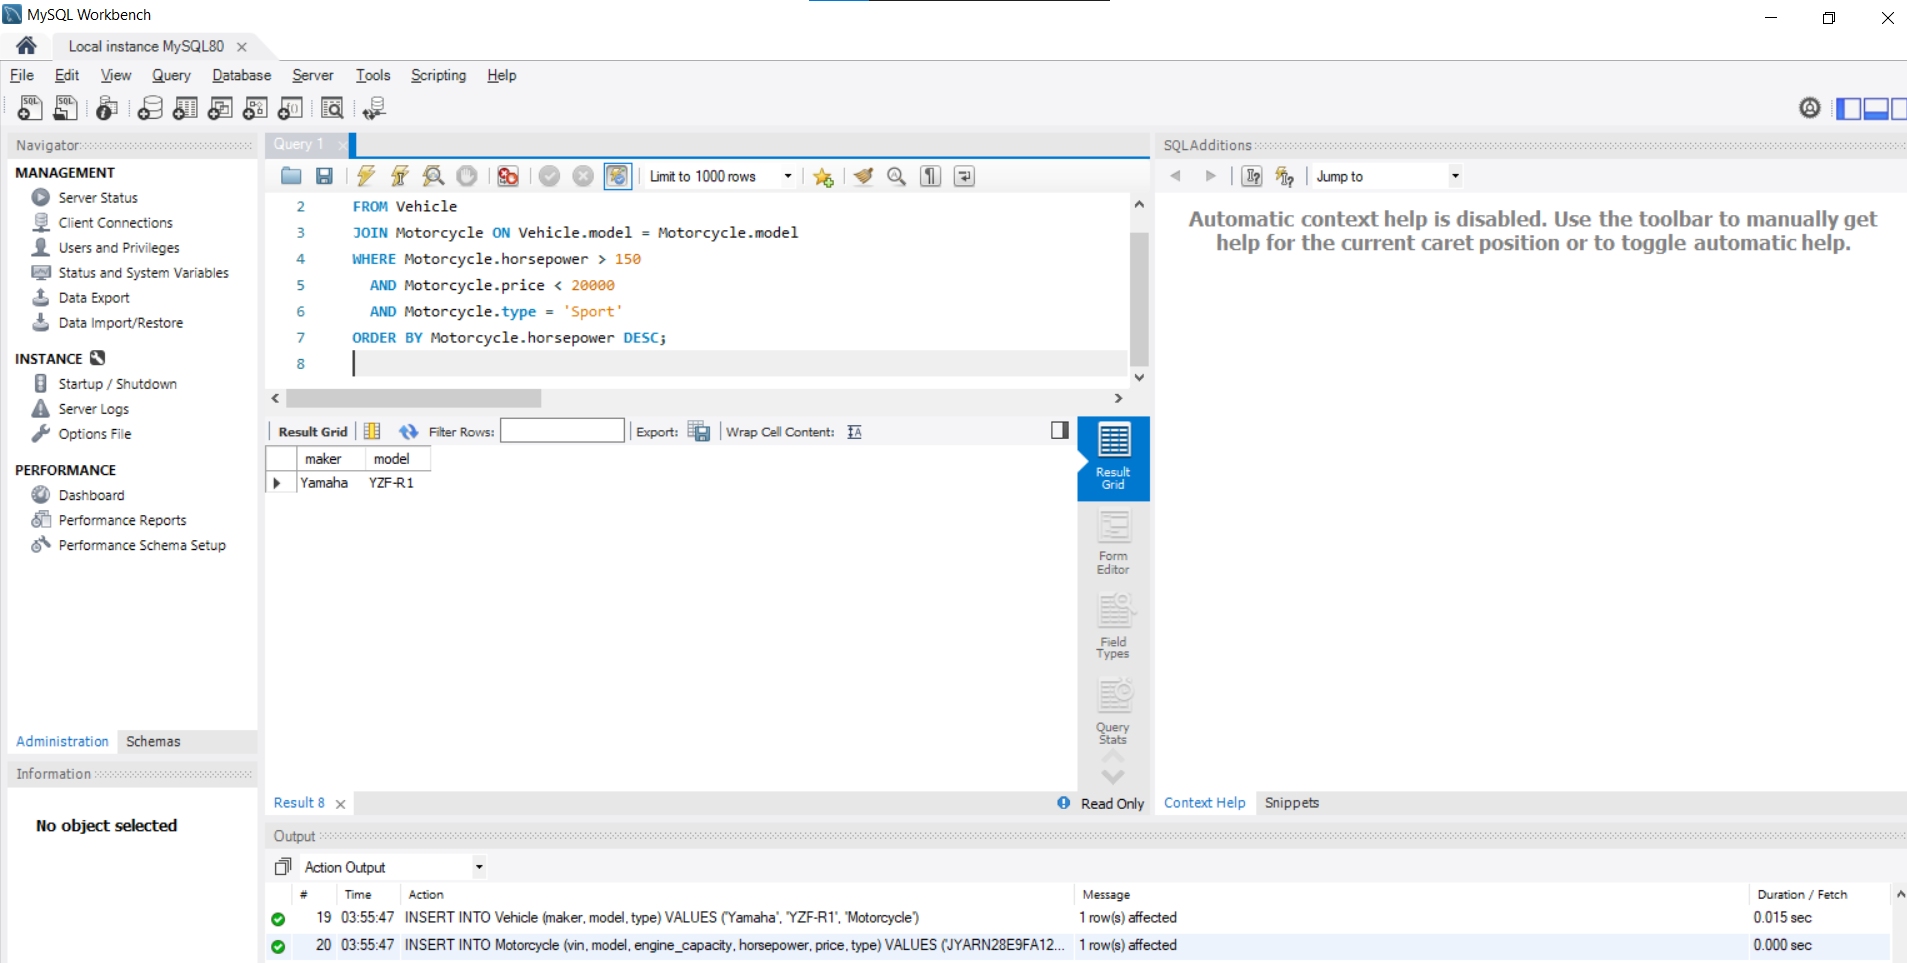 MySQL Workbench
Local instance MySQL80
File Edit View Query Database Server Tools Scripting Help
Navigator
MANAGEMENT
Server Status
Client Connections
Users and Privileges
Status and System Variables
Data Export
Data Import/Restore
INSTANCE
Startup / Shutdown
Server Logs
Options File
PERFORMANCE
Dashboard
Performance Reports
Performance Schema Setup
Administration Schemas
Information
No object selected
Query 1
Limit to 1000 rows
2 FROM Vehicle
3 JOIN Motorcycle ON Vehicle.model = Motorcycle.model
4 WHERE Motorcycle.horsepower > 150
5 AND Motorcycle.price < 20000
6 AND Motorcycle.type = 'Sport'
7 ORDER BY Motorcycle.horsepower DESC;
8
Result Grid Filter Rows: Export: Wrap Cell Content:
maker model
Yamaha YZF-R1
Result
Grid
Form
Editor
Field
Types
Query
Stats
Result 8 Read Only
SQLAdditions
Jump to
Automatic context help is disabled. Use the toolbar to manually get
help for the current caret position or to toggle automatic help.
Context Help Snippets
Output
Action Output
# Time Action Message Duration / Fetch
19 03:55:47 INSERT INTO Vehicle (maker, model, type) VALUES ('Yamaha', 'YZF-R1', 'Motorcycle') 1 row(s) affected 0.015 sec
20 03:55:47 INSERT INTO Motorcycle (vin, model, engine_capacity, horsepower, price, type) VALUES ('JYARN28E9FA12... 1 row(s) affected 0.000 sec